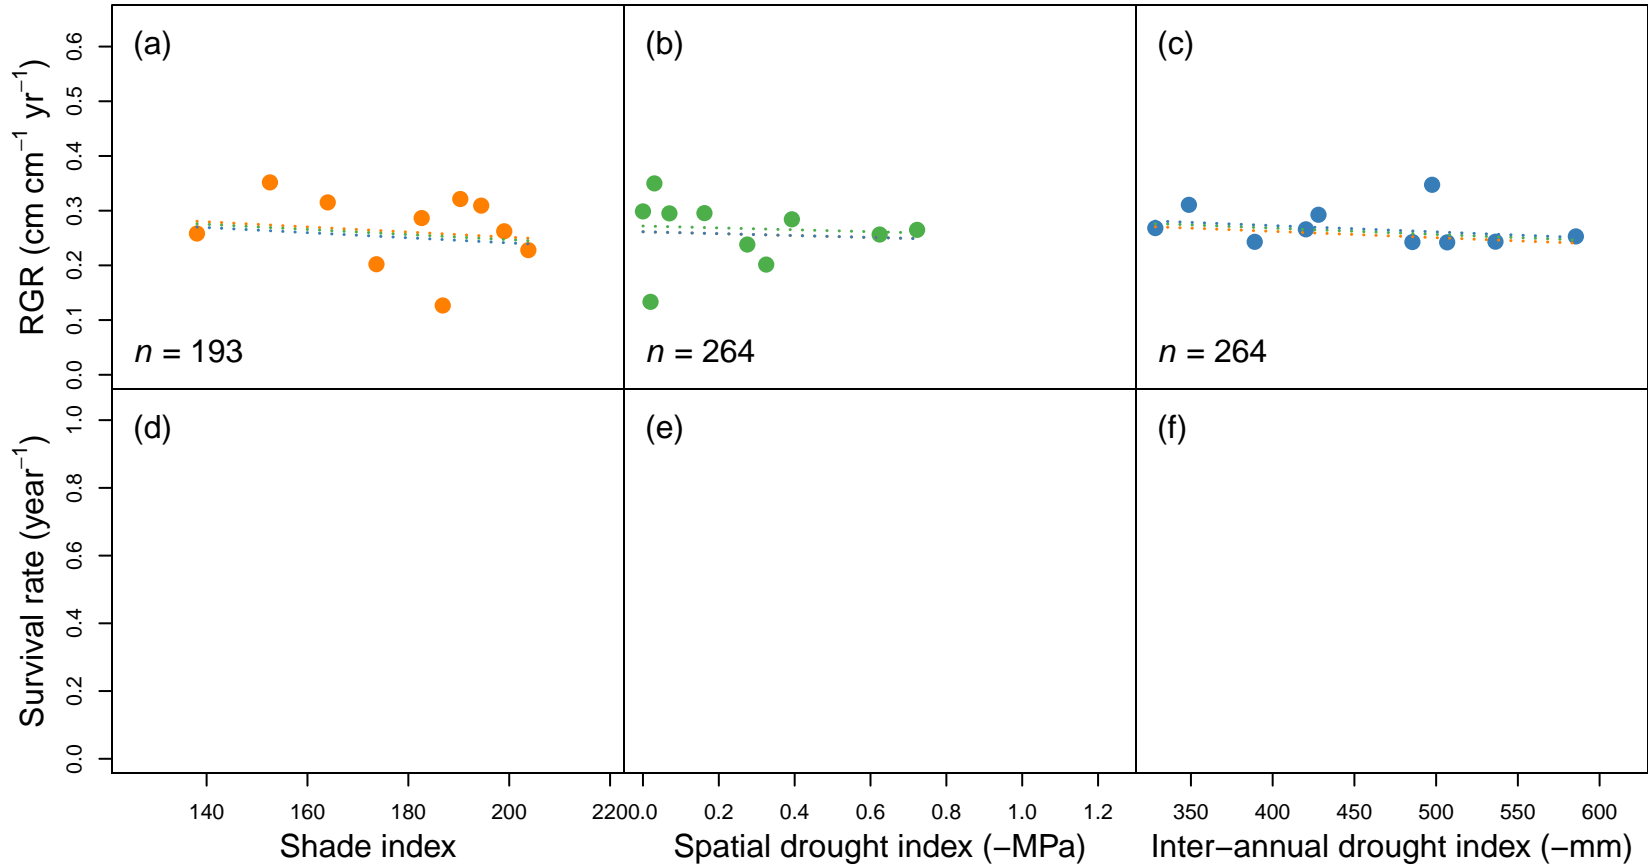 (a)
(b)
(c)
RGR (cm cm⁻¹ yr⁻¹)
0.6
0.5
0.4
0.3
0.2
0.1
0.0
n = 193
n = 264
n = 264
(d)
(e)
(f)
Survival rate (year⁻¹)
1.0
0.8
0.6
0.4
0.2
0.0
140 160 180 200 220
0.0 0.2 0.4 0.6 0.8 1.0 1.2
350 400 450 500 550 600
Shade index
Spatial drought index (−MPa)
Inter−annual drought index (−mm)